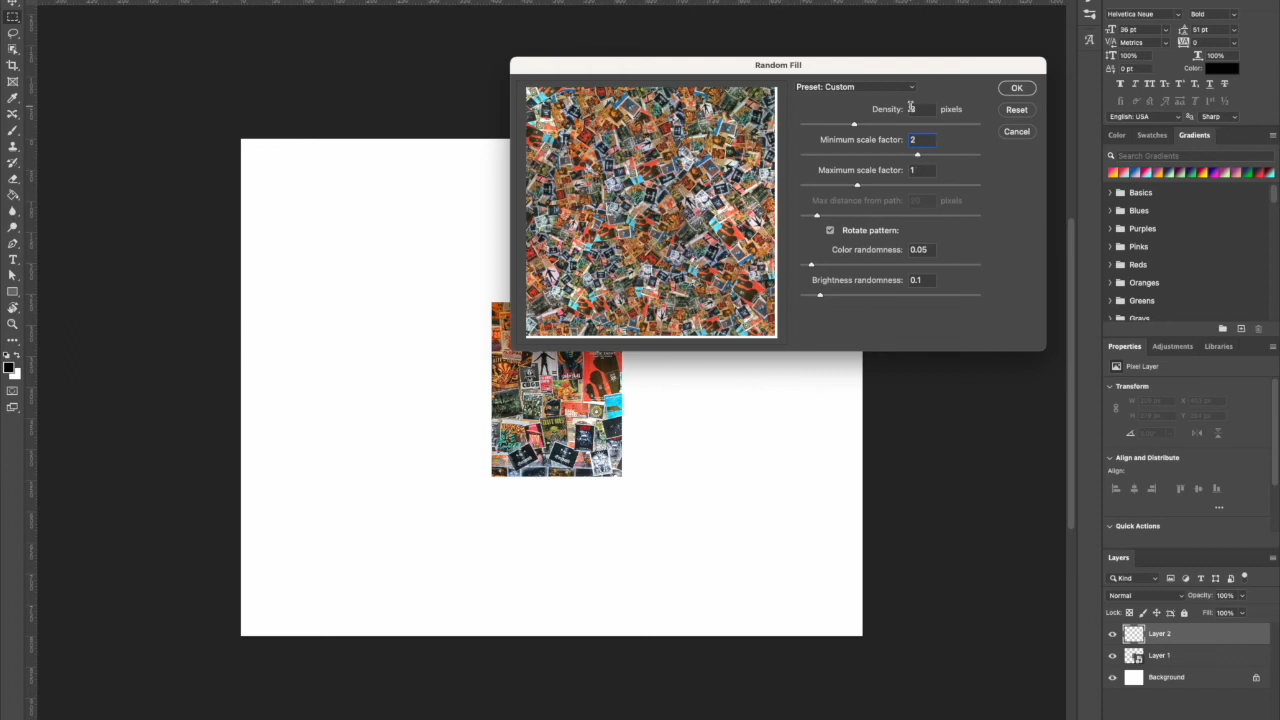 Random Fill
Preset: Custom
OK
Density:
pixels
Reset
Minimum scale factor: 2
Cancel
Maximum scale factor: 1
Max distance from path: 20 pixels
Rotate pattern:
Color randomness: 0.05
Brightness randomness: 0.1
Helvetica Neue
Bold
36 pt
51 pt
Metrics
0
100%
100%
0 pt
Color:
English: USA
Sharp
Color
Swatches
Gradients
Search Gradients
Basics
Blues
Purples
Pinks
Reds
Oranges
Greens
Grays
Properties
Adjustments
Libraries
Pixel Layer
Transform
Align and Distribute
Align:
Quick Actions
Layers
Kind
Normal
Opacity: 100%
Lock:
Fill: 100%
Layer 2
Layer 1
Background